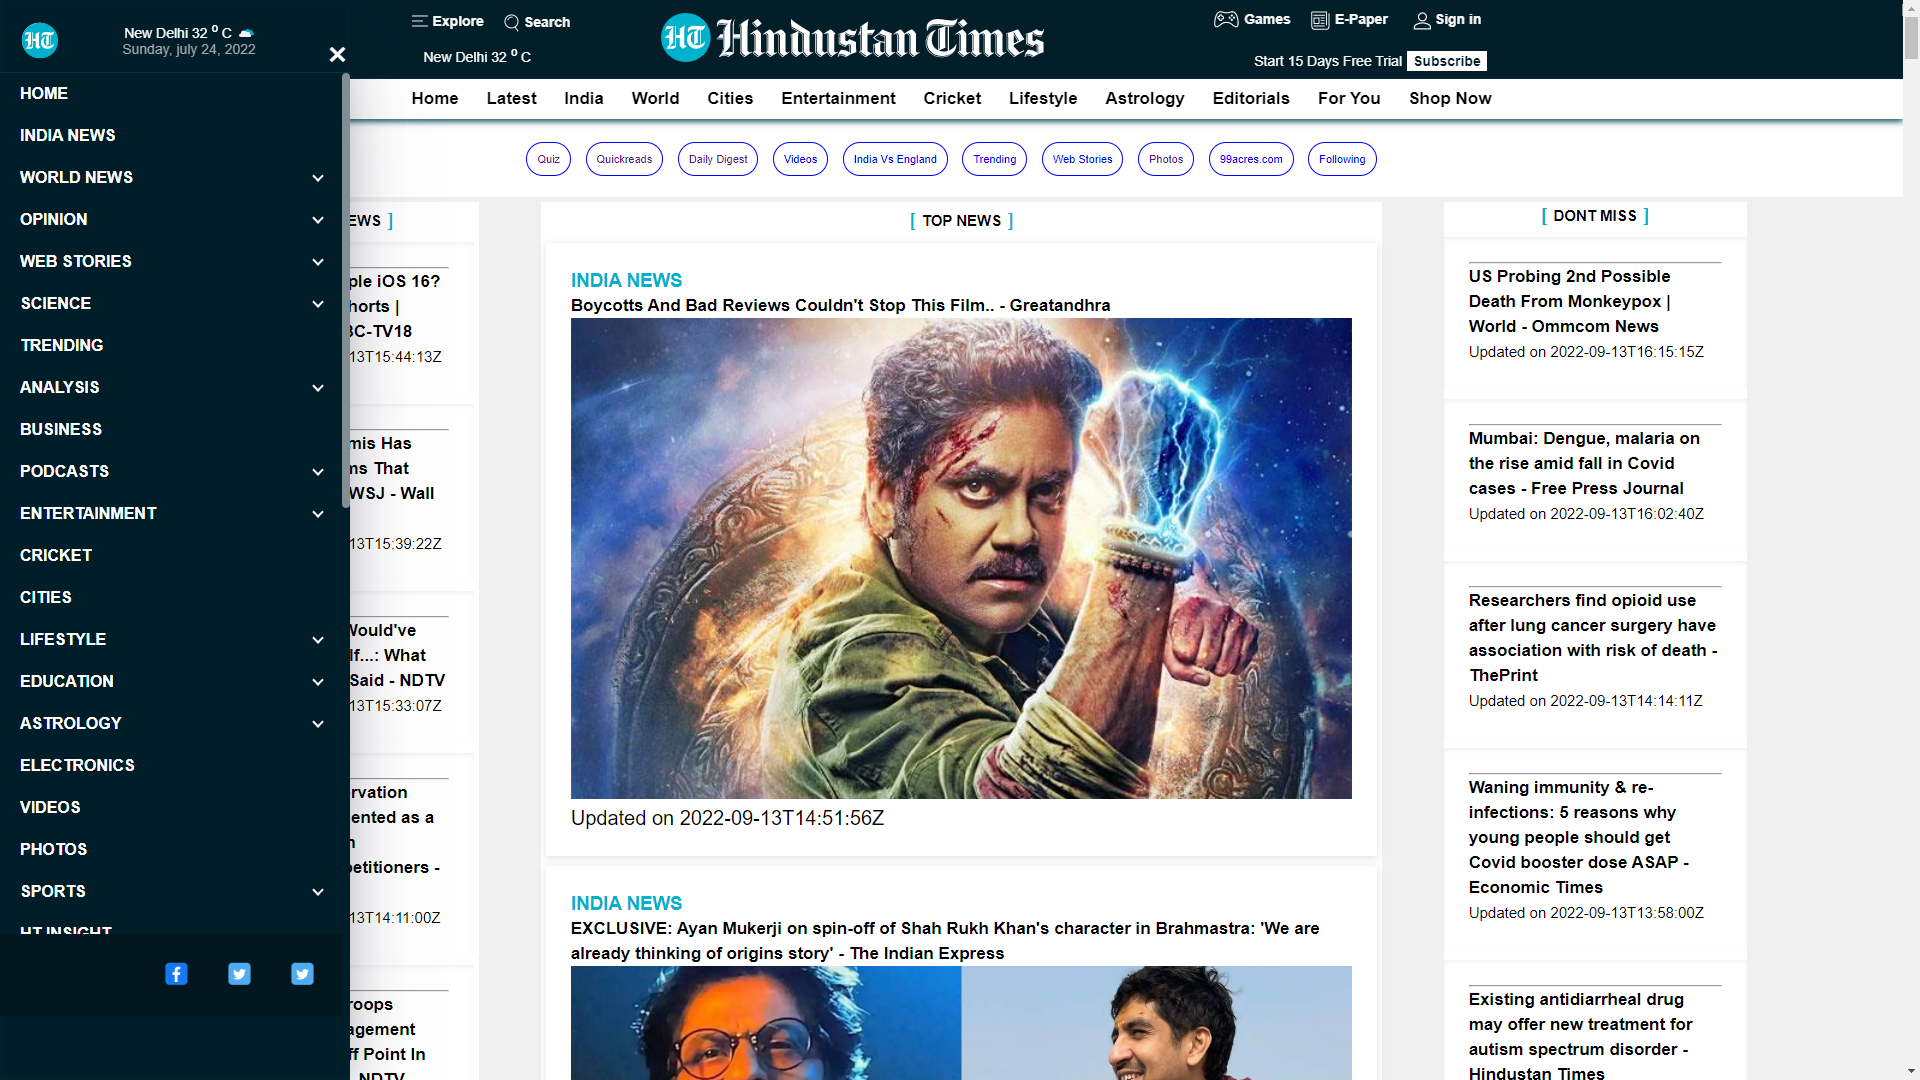 HT
New Delhi 32 ⁰ C
Sunday, july 24, 2022
HOME
INDIA NEWS
WORLD NEWS
OPINION
WEB STORIES
SCIENCE
TRENDING
ANALYSIS
BUSINESS
PODCASTS
ENTERTAINMENT
CRICKET
CITIES
LIFESTYLE
EDUCATION
ASTROLOGY
ELECTRONICS
VIDEOS
PHOTOS
SPORTS
HT INSIGHT
Explore Search
New Delhi 32 ⁰ C
HT Hindustan Times
Games E-Paper Sign in
Start 15 Days Free Trial Subscribe
Home Latest India World Cities Entertainment Cricket Lifestyle Astrology Editorials For You Shop Now
Quiz Quickreads Daily Digest Videos India Vs England Trending Web Stories Photos 99acres.com Following
EWS ]
ple iOS 16?
horts |
BC-TV18
13T15:44:13Z
mis Has
ms That
WSJ - Wall
13T15:39:22Z
Would've
If...: What
Said - NDTV
13T15:33:07Z
rvation
ented as a
n
petitioners -
13T14:11:00Z
roops
agement
ff Point In
- NDTV
[ TOP NEWS ]
INDIA NEWS
Boycotts And Bad Reviews Couldn't Stop This Film.. - Greatandhra
Updated on 2022-09-13T14:51:56Z
INDIA NEWS
EXCLUSIVE: Ayan Mukerji on spin-off of Shah Rukh Khan's character in Brahmastra: 'We are
already thinking of origins story' - The Indian Express
[ DONT MISS ]
US Probing 2nd Possible
Death From Monkeypox |
World - Ommcom News
Updated on 2022-09-13T16:15:15Z
Mumbai: Dengue, malaria on
the rise amid fall in Covid
cases - Free Press Journal
Updated on 2022-09-13T16:02:40Z
Researchers find opioid use
after lung cancer surgery have
association with risk of death -
ThePrint
Updated on 2022-09-13T14:14:11Z
Waning immunity & re-
infections: 5 reasons why
young people should get
Covid booster dose ASAP -
Economic Times
Updated on 2022-09-13T13:58:00Z
Existing antidiarrheal drug
may offer new treatment for
autism spectrum disorder -
Hindustan Times